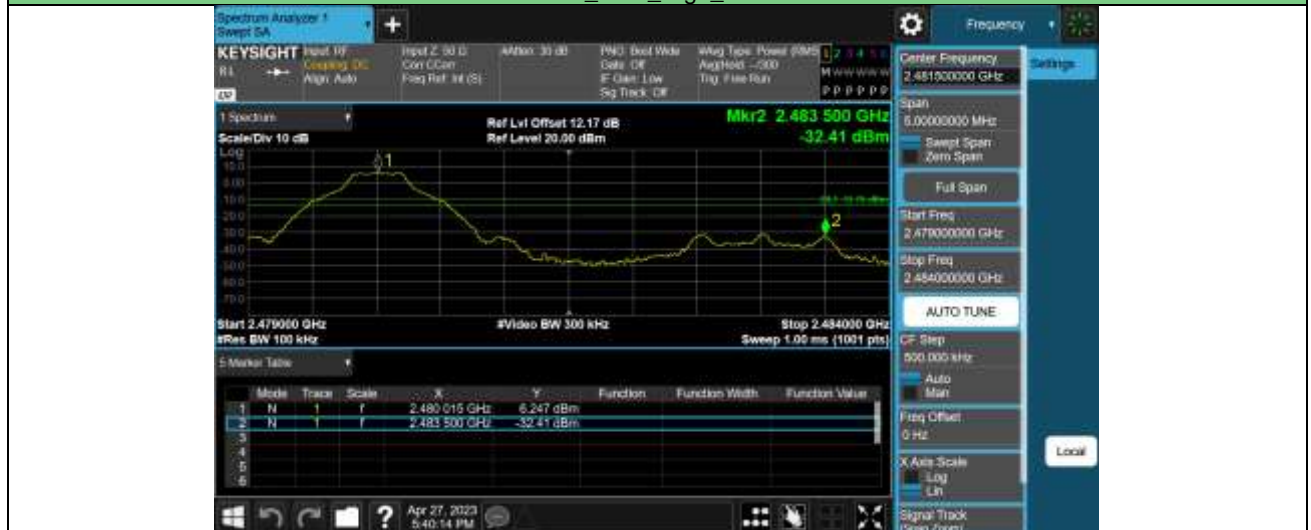 Spectrum Analyzer 1
Swept SA
+
Frequency
KEYSIGHT
Input: RF
Input Z: 50 Ω
#Atten: 30 dB
PNO: Best Wide
#Avg Type: Power (RMS
Coupling: DC
Corr CCorr
Gate: Off
Align: Auto
Freq Ref: Int (S)
IF Gain: Low
Trig: Free Run
Sig Track: Off
Center Frequency
Settings
Span
Swept Span
Zero Span
Full Span
1 Spectrum
Scale/Div 10 dB
Ref Lvl Offset 12.17 dB
Ref Level 20.00 dBm
Mkr2 2.483 500 GHz
-32.41 dBm
Log
1
2
Start Freq
2.479000000 GHz
Stop Freq
2.484000000 GHz
AUTO TUNE
Start 2.479000 GHz
#Video BW 300 kHz
Stop 2.484000 GHz
#Res BW 100 kHz
Sweep 1.00 ms (1001 pts)
CF Step
500.000 kHz
Auto
Man
5 Marker Table
Mode Trace Scale X Y Function Function Width Function Value
1 N 1 f 2.480 015 GHz 6.247 dBm
2 N 1 f 2.483 500 GHz -32.41 dBm
3
4
5
6
Freq Offset
0 Hz
X Axis Scale
Log
Lin
Local
Signal Track
(Span Zoom)
?
Apr 27, 2023
5:40:14 PM